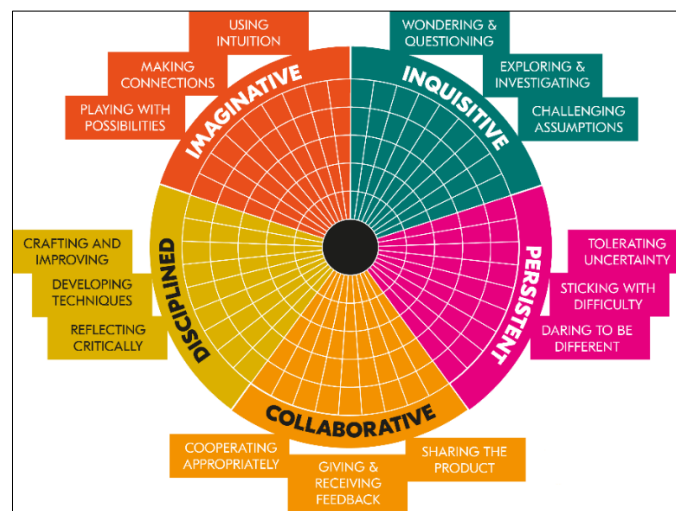 USING
INTUITION
MAKING
CONNECTIONS
PLAYING WITH
POSSIBILITIES
IMAGINATIVE
WONDERING &
QUESTIONING
EXPLORING &
INVESTIGATING
CHALLENGING
ASSUMPTIONS
INQUISITIVE
TOLERATING
UNCERTAINTY
STICKING WITH
DIFFICULTY
DARING TO BE
DIFFERENT
PERSISTENT
CRAFTING AND
IMPROVING
DEVELOPING
TECHNIQUES
REFLECTING
CRITICALLY
DISCIPLINED
COLLABORATIVE
COOPERATING
APPROPRIATELY
GIVING &
RECEIVING
FEEDBACK
SHARING THE
PRODUCT